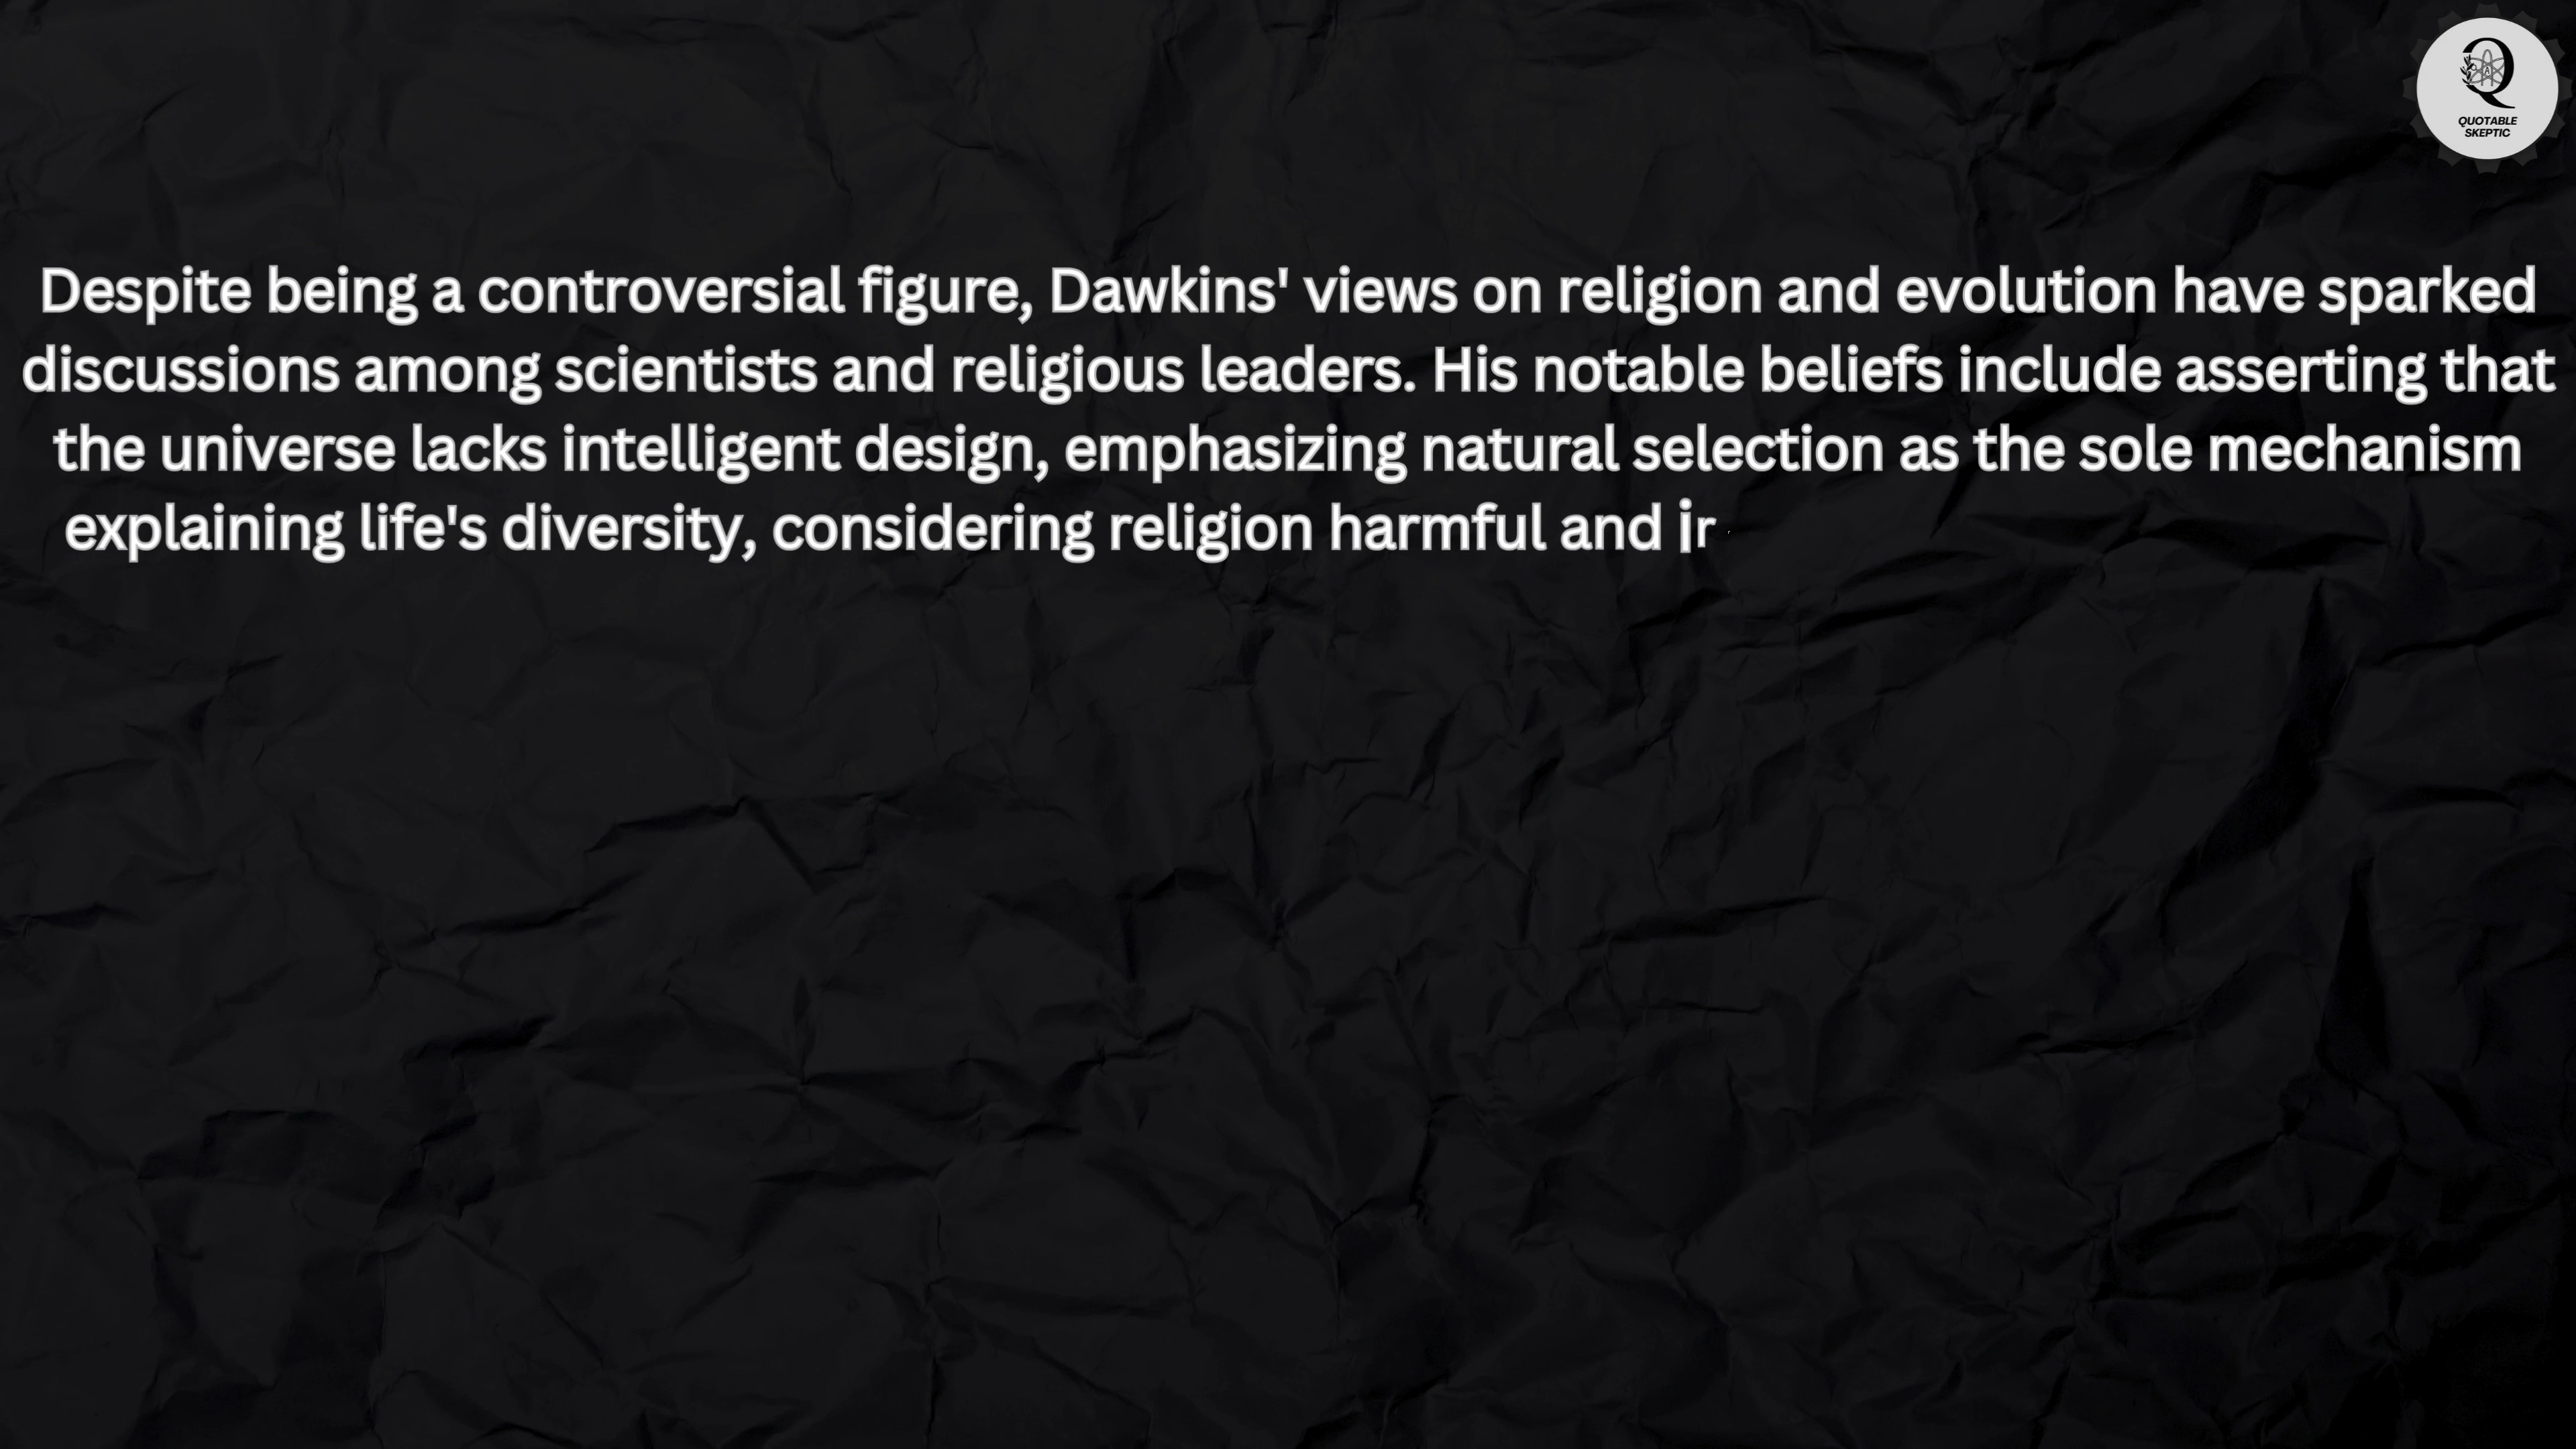 QUOTABLE
SKEPTIC
Despite being a controversial figure, Dawkins' views on religion and evolution have sparked
discussions among scientists and religious leaders. His notable beliefs include asserting that
the universe lacks intelligent design, emphasizing natural selection as the sole mechanism
explaining life's diversity, considering religion harmful and ir